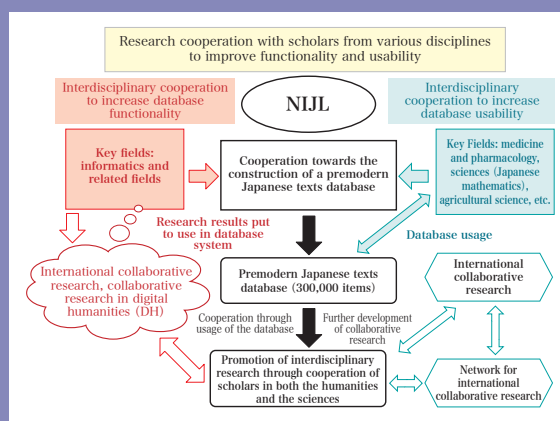 Research cooperation with scholars from various disciplines
to improve functionality and usability
Interdisciplinary cooperation
to increase database
functionality
NIJL
Interdisciplinary
cooperation to increase
database usability
Key fields:
informatics and
related fields
Cooperation towards the
construction of a premodern
Japanese texts database
Key Fields: medicine
and pharmacology,
sciences (Japanese
mathematics),
agricultural science, etc.
Research results put
to use in database
system
Database usage
International collaborative
research, collaborative
research in digital
humanities (DH)
Premodern Japanese texts
database (300,000 items)
International
collaborative
research
Cooperation through
usage of the database
Further development
of collaborative
research
Promotion of interdisciplinary
research through cooperation of
scholars in both the humanities
and the sciences
Network for
international
collaborative research